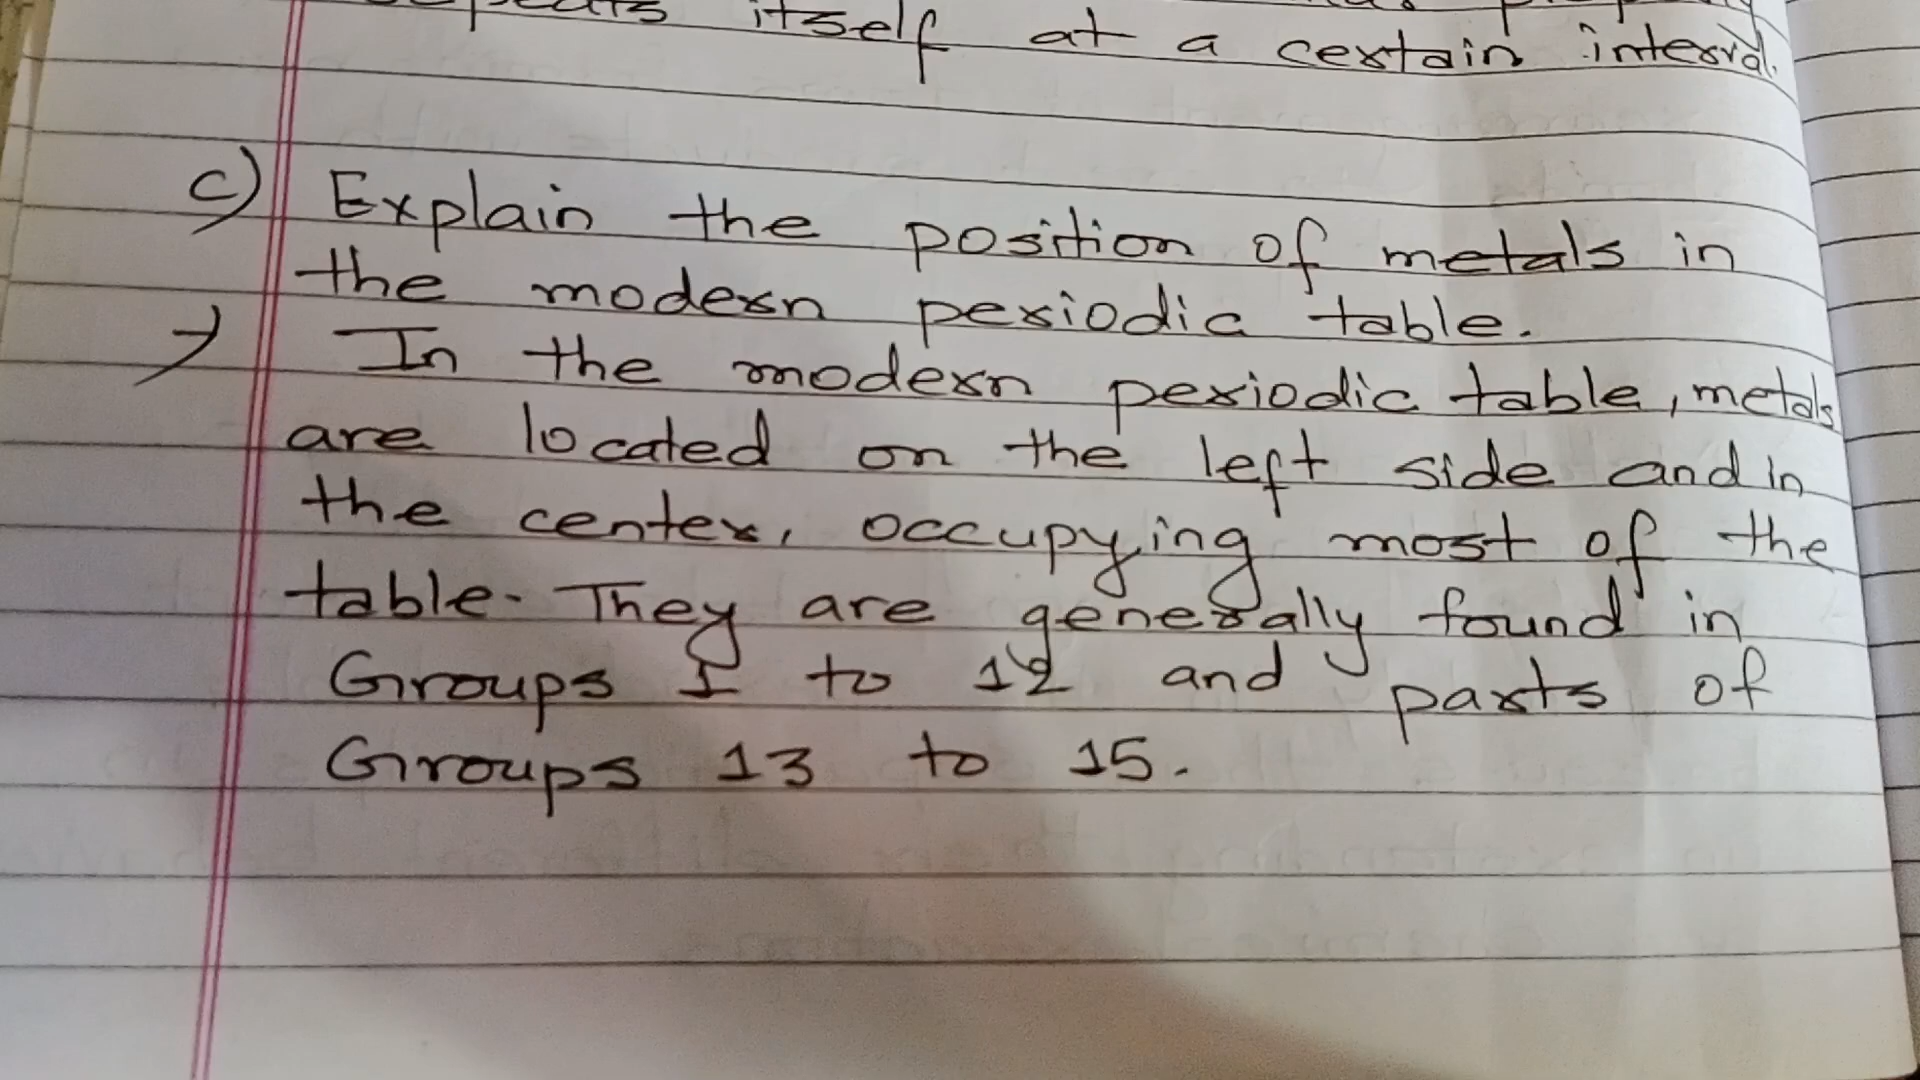 itself at a certain interval.
c) Explain the position of metals in
the modern periodic table.
→ In the modern periodic table, metals
are located on the left side and in
the center, occupying most of the
table. They are generally found in
Groups 1 to 12 and parts of
Groups 13 to 15.